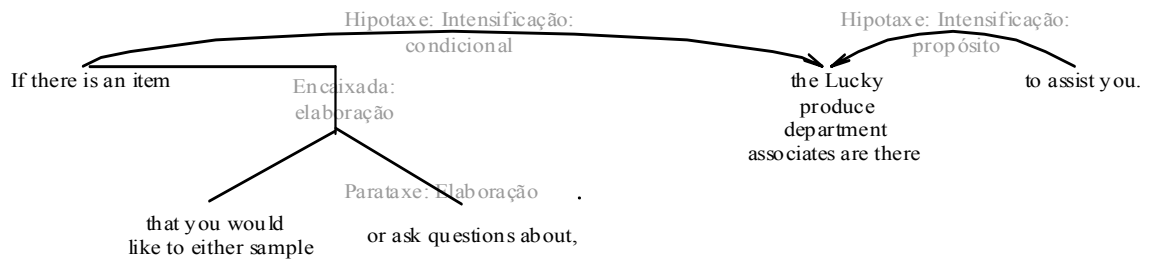 Hipotaxe: Intensificação:
condicional
Hipotaxe: Intensificação:
propósito
If there is an item
Encaixada:
elaboração
the Lucky
produce
department
associates are there
to assist you.
Parataxe: Elaboração
.
that you would
like to either sample
or ask questions about,